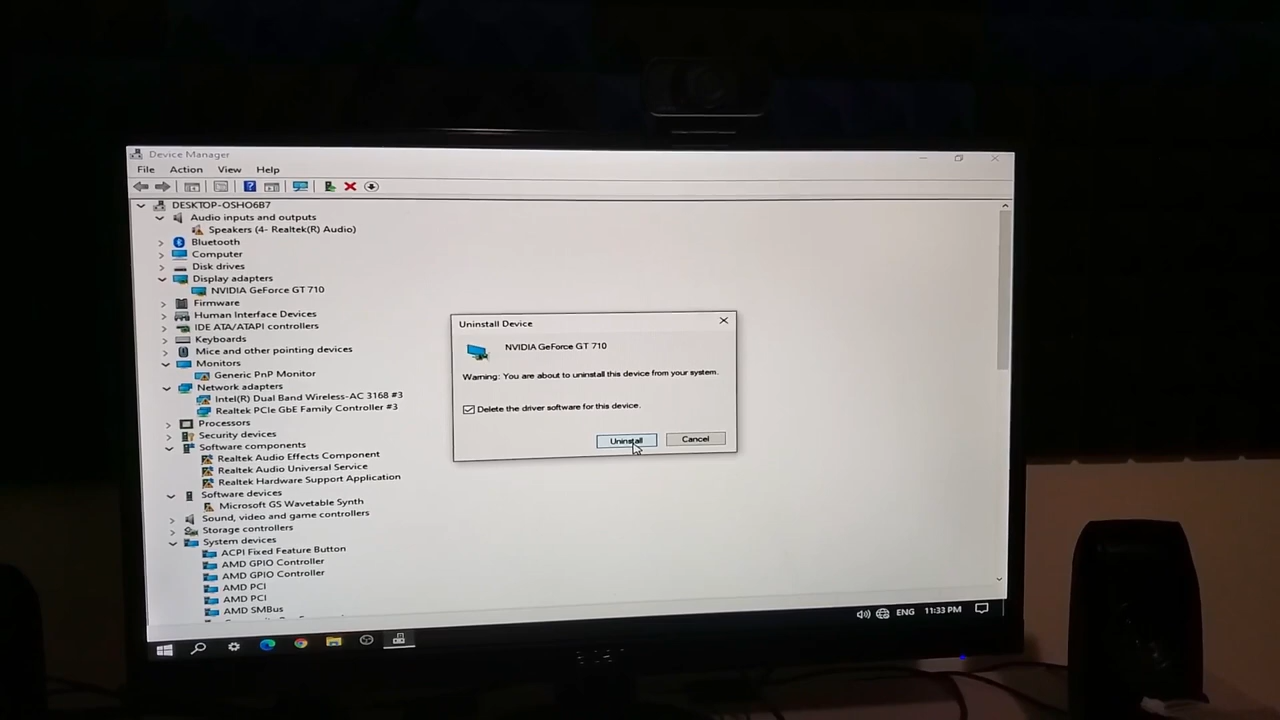 Device Manager
File Action View Help
DESKTOP-OSHO6B7
Audio inputs and outputs
Speakers (4- Realtek(R) Audio)
Bluetooth
Computer
Disk drives
Display adapters
NVIDIA GeForce GT 710
Firmware
Human Interface Devices
IDE ATA/ATAPI controllers
Keyboards
Mice and other pointing devices
Monitors
Generic PnP Monitor
Network adapters
Intel(R) Dual Band Wireless-AC 3168 #3
Realtek PCIe GbE Family Controller #3
Processors
Security devices
Software components
Realtek Audio Effects Component
Realtek Audio Universal Service
Realtek Hardware Support Application
Software devices
Microsoft GS Wavetable Synth
Sound, video and game controllers
Storage controllers
System devices
ACPI Fixed Feature Button
AMD GPIO Controller
AMD GPIO Controller
AMD PCI
AMD PCI
AMD SMBus
Uninstall Device
NVIDIA GeForce GT 710
Warning: You are about to uninstall this device from your system.
Delete the driver software for this device.
Uninstall Cancel
ENG 11:33 PM